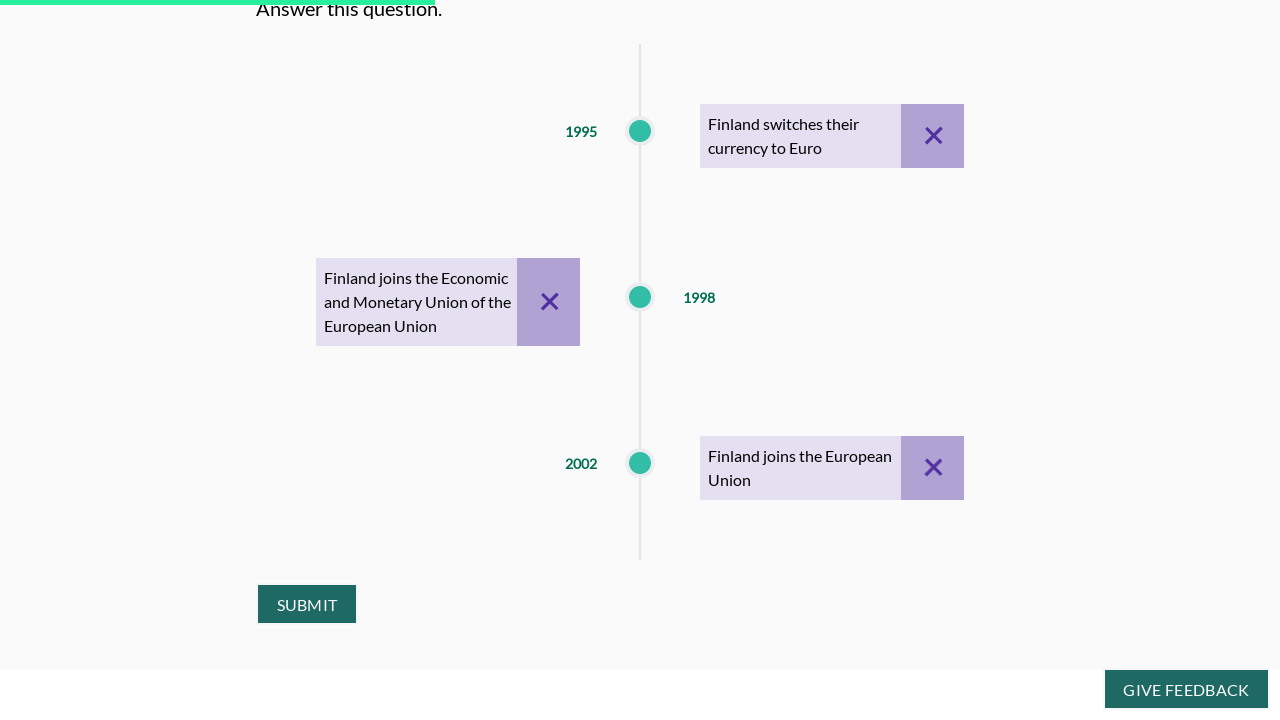 Answer this question.
1995
Finland switches their
currency to Euro
Finland joins the Economic
and Monetary Union of the
European Union
1998
2002
Finland joins the European
Union
SUBMIT
GIVE FEEDBACK